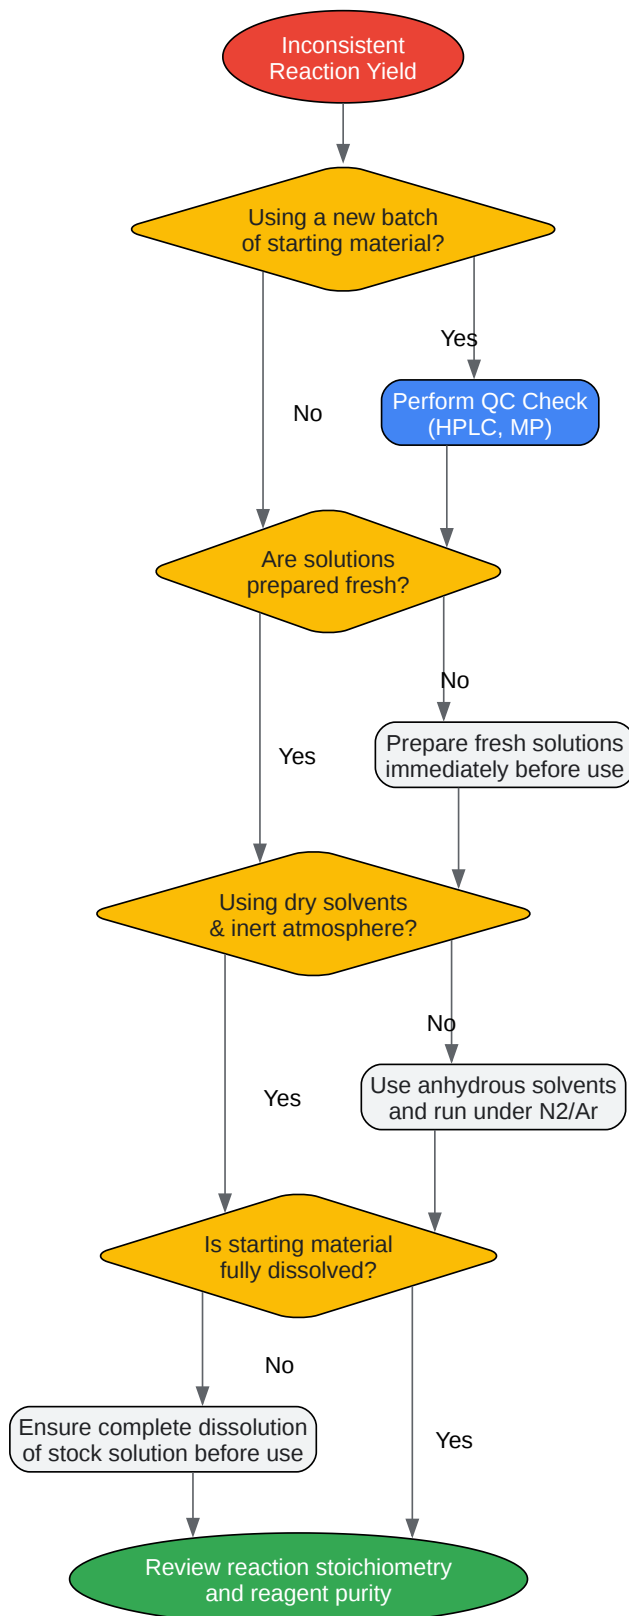 Inconsistent
Reaction Yield
Using a new batch
of starting material?
Yes
No
Perform QC Check
(HPLC, MP)
Are solutions
prepared fresh?
No
Yes
Prepare fresh solutions
immediately before use
Using dry solvents
& inert atmosphere?
No
Yes
Use anhydrous solvents
and run under N2/Ar
Is starting material
fully dissolved?
No
Yes
Ensure complete dissolution
of stock solution before use
Review reaction stoichiometry
and reagent purity